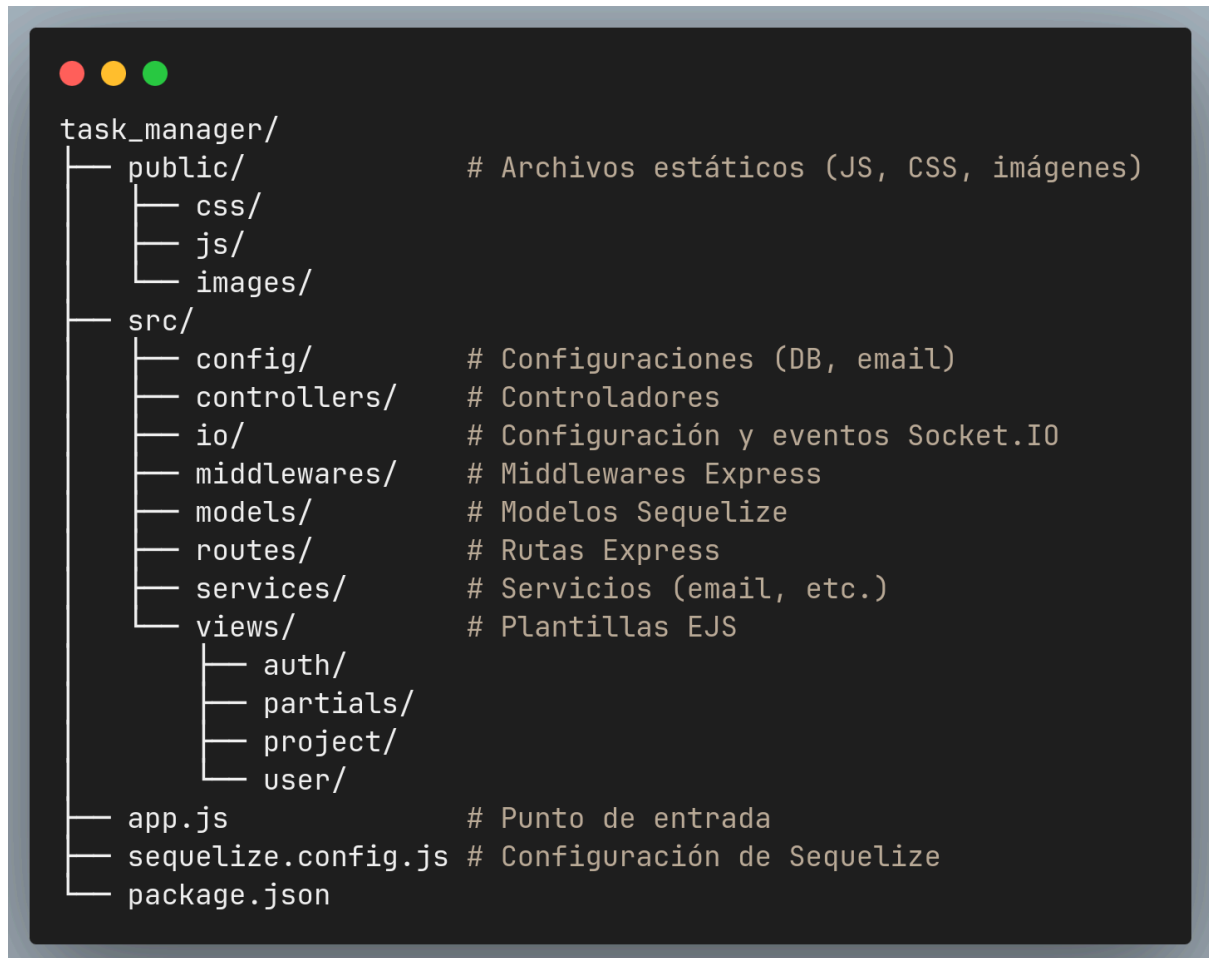 task_manager/
├── public/              # Archivos estáticos (JS, CSS, imágenes)
│   ├── css/
│   ├── js/
│   └── images/
├── src/
│   ├── config/          # Configuraciones (DB, email)
│   ├── controllers/     # Controladores
│   ├── io/              # Configuración y eventos Socket.IO
│   ├── middlewares/     # Middlewares Express
│   ├── models/          # Modelos Sequelize
│   ├── routes/          # Rutas Express
│   ├── services/        # Servicios (email, etc.)
│   └── views/           # Plantillas EJS
│       ├── auth/
│       ├── partials/
│       ├── project/
│       └── user/
├── app.js               # Punto de entrada
├── sequelize.config.js # Configuración de Sequelize
└── package.json